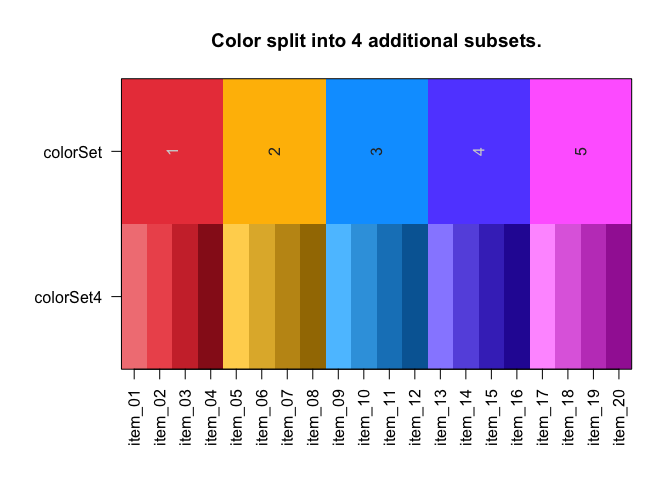 Color split into 4 additional subsets.
colorSet
1
2
3
4
5
colorSet4
item_01
item_02
item_03
item_04
item_05
item_06
item_07
item_08
item_09
item_10
item_11
item_12
item_13
item_14
item_15
item_16
item_17
item_18
item_19
item_20